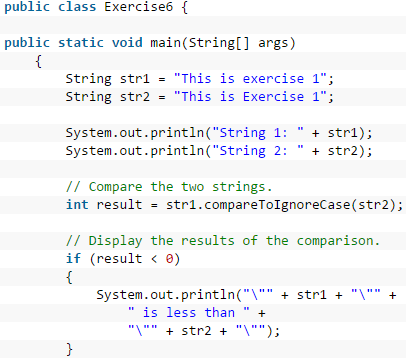 public class Exercise6 {
public static void main(String[] args)
{
String str1 = "This is exercise 1";
String str2 = "This is Exercise 1";
System.out.println("String 1: " + str1);
System.out.println("String 2: " + str2);
// Compare the two strings.
int result = str1.compareToIgnoreCase(str2);
// Display the results of the comparison.
if (result < 0)
{
System.out.println("\"" + str1 + "\"" +
" is less than " +
"\"" + str2 + "\"");
}